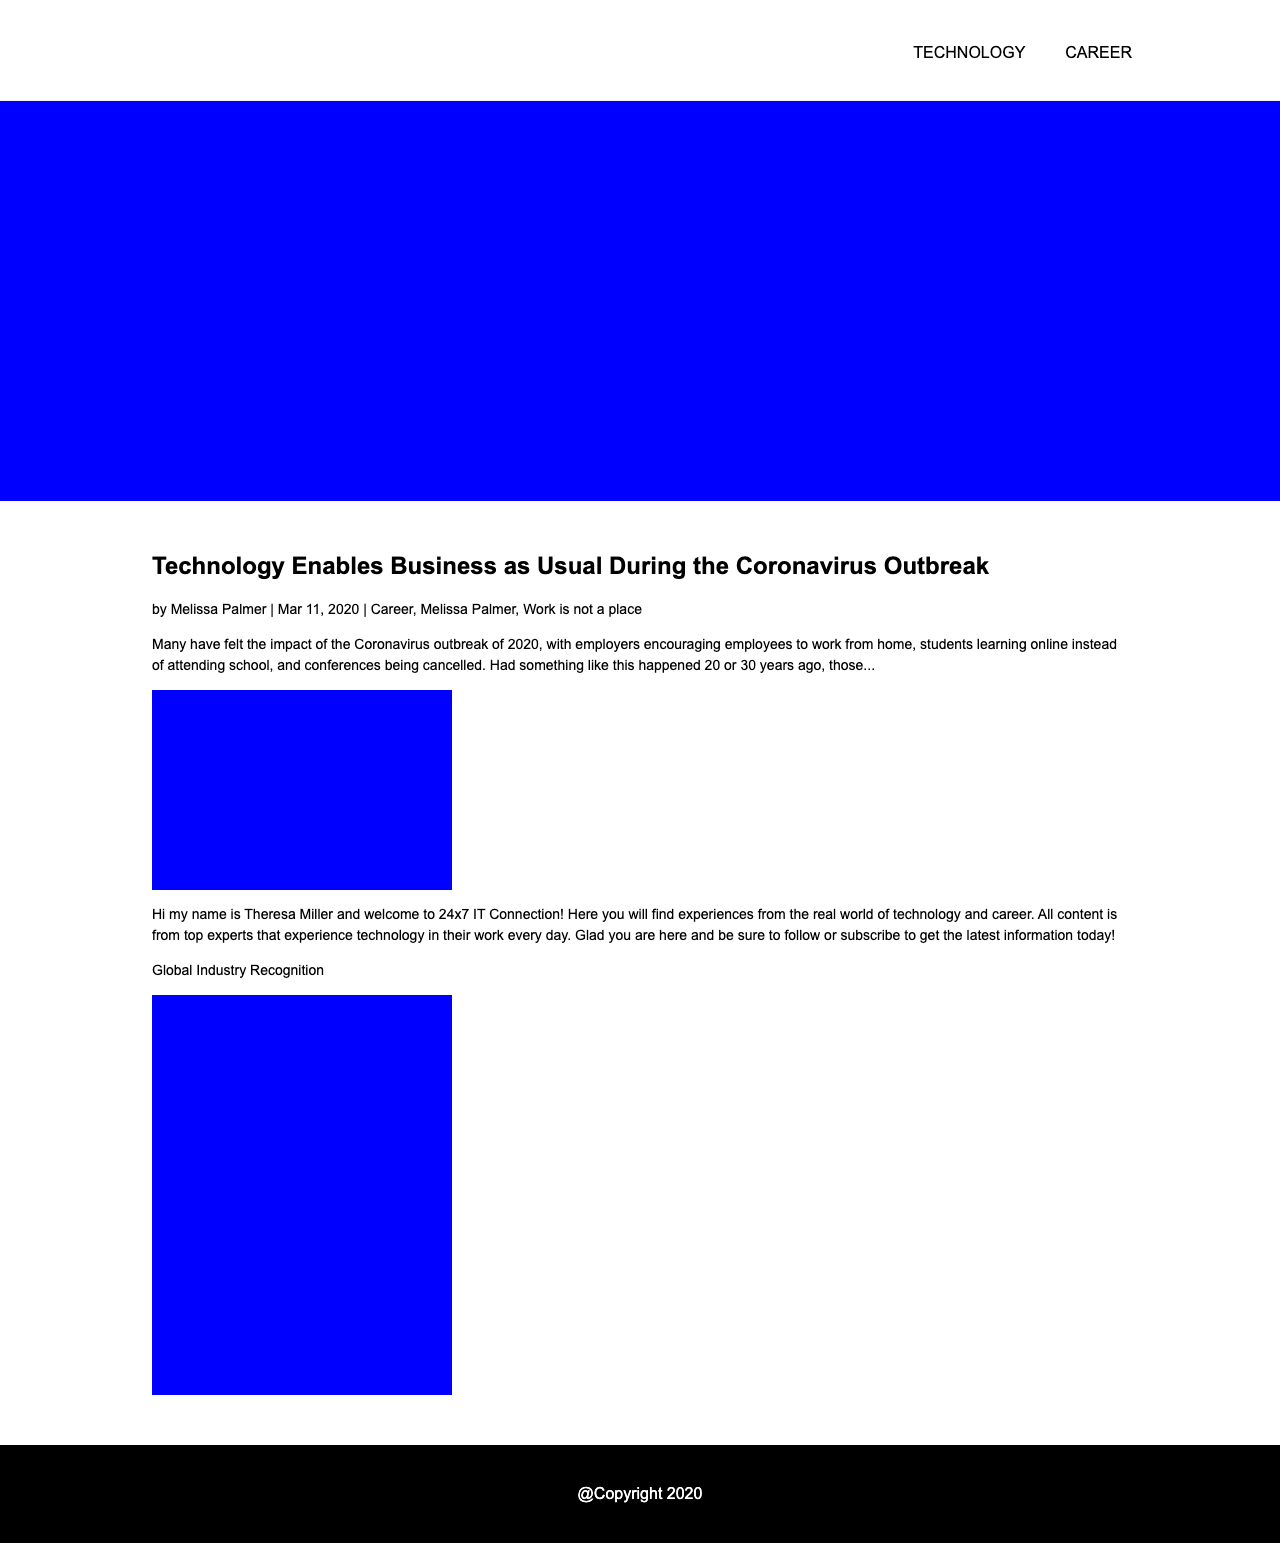 TECHNOLOGY CAREER
Technology Enables Business as Usual During the Coronavirus Outbreak
by Melissa Palmer | Mar 11, 2020 | Career, Melissa Palmer, Work is not a place
Many have felt the impact of the Coronavirus outbreak of 2020, with employers encouraging employees to work from home, students learning online instead
of attending school, and conferences being cancelled. Had something like this happened 20 or 30 years ago, those...
Hi my name is Theresa Miller and welcome to 24x7 IT Connection! Here you will find experiences from the real world of technology and career. All content is
from top experts that experience technology in their work every day. Glad you are here and be sure to follow or subscribe to get the latest information today!
Global Industry Recognition
@Copyright 2020